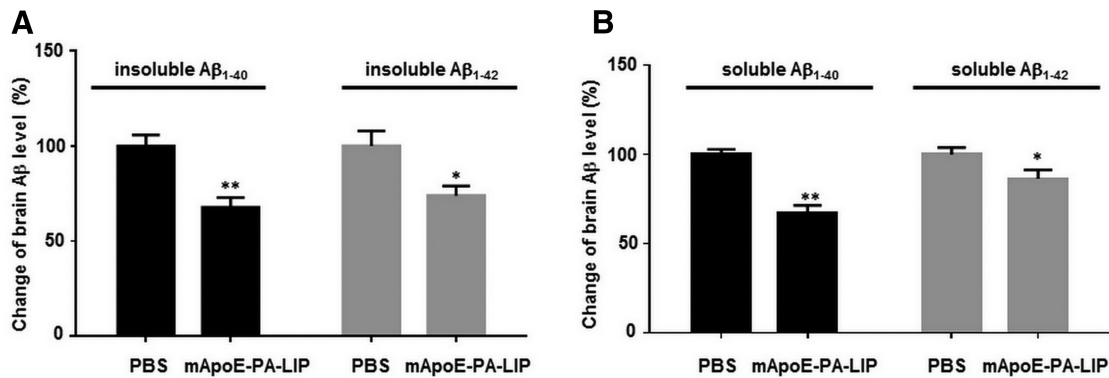 A
Change of brain Aβ level (%)
150
100
50
0
insoluble Aβ1-40
insoluble Aβ1-42
**
*
PBS
mApoE-PA-LIP
PBS
mApoE-PA-LIP
B
Change of brain Aβ level (%)
150
100
50
0
soluble Aβ1-40
soluble Aβ1-42
**
*
PBS
mApoE-PA-LIP
PBS
mApoE-PA-LIP